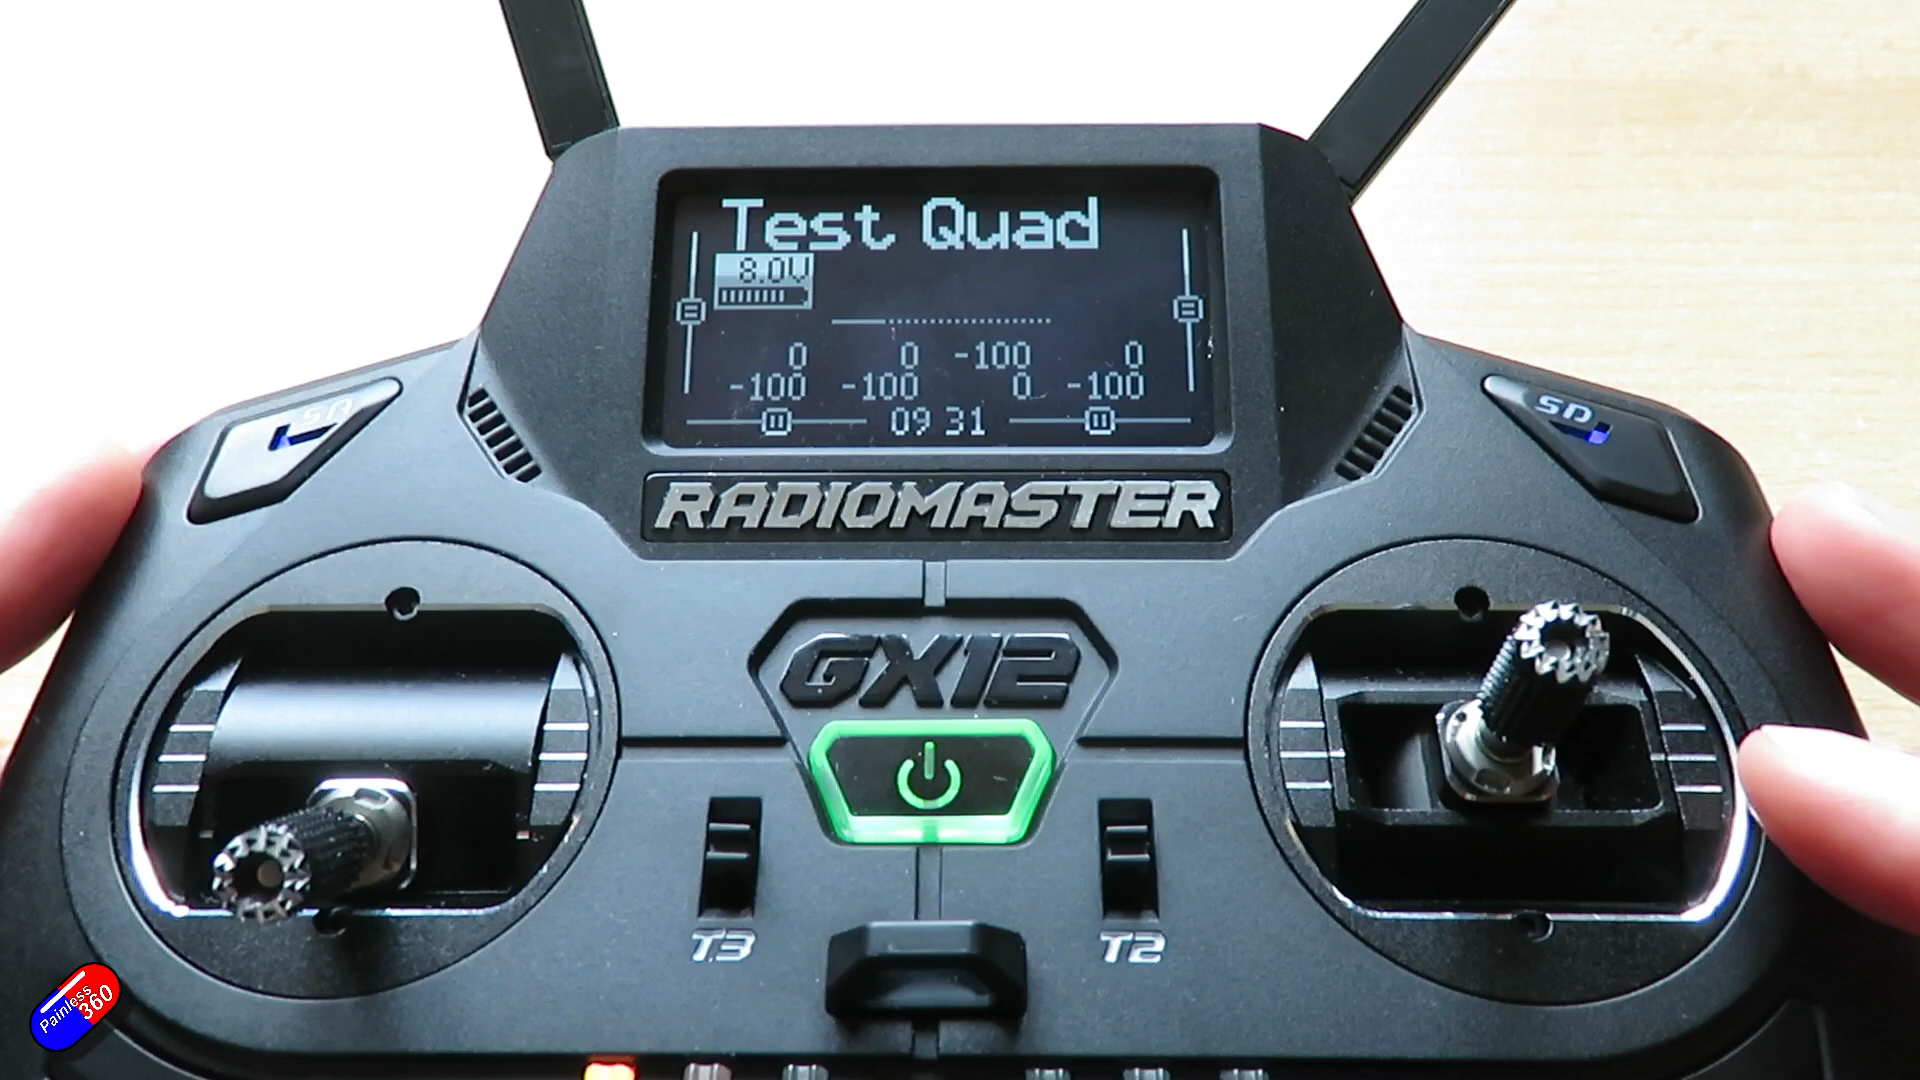 Test Quad
8.0V
0 0 -100 0
-100 -100 0 -100
09 31
SA
SD
RADIOMASTER
GX12
T3
T2
Painless
360